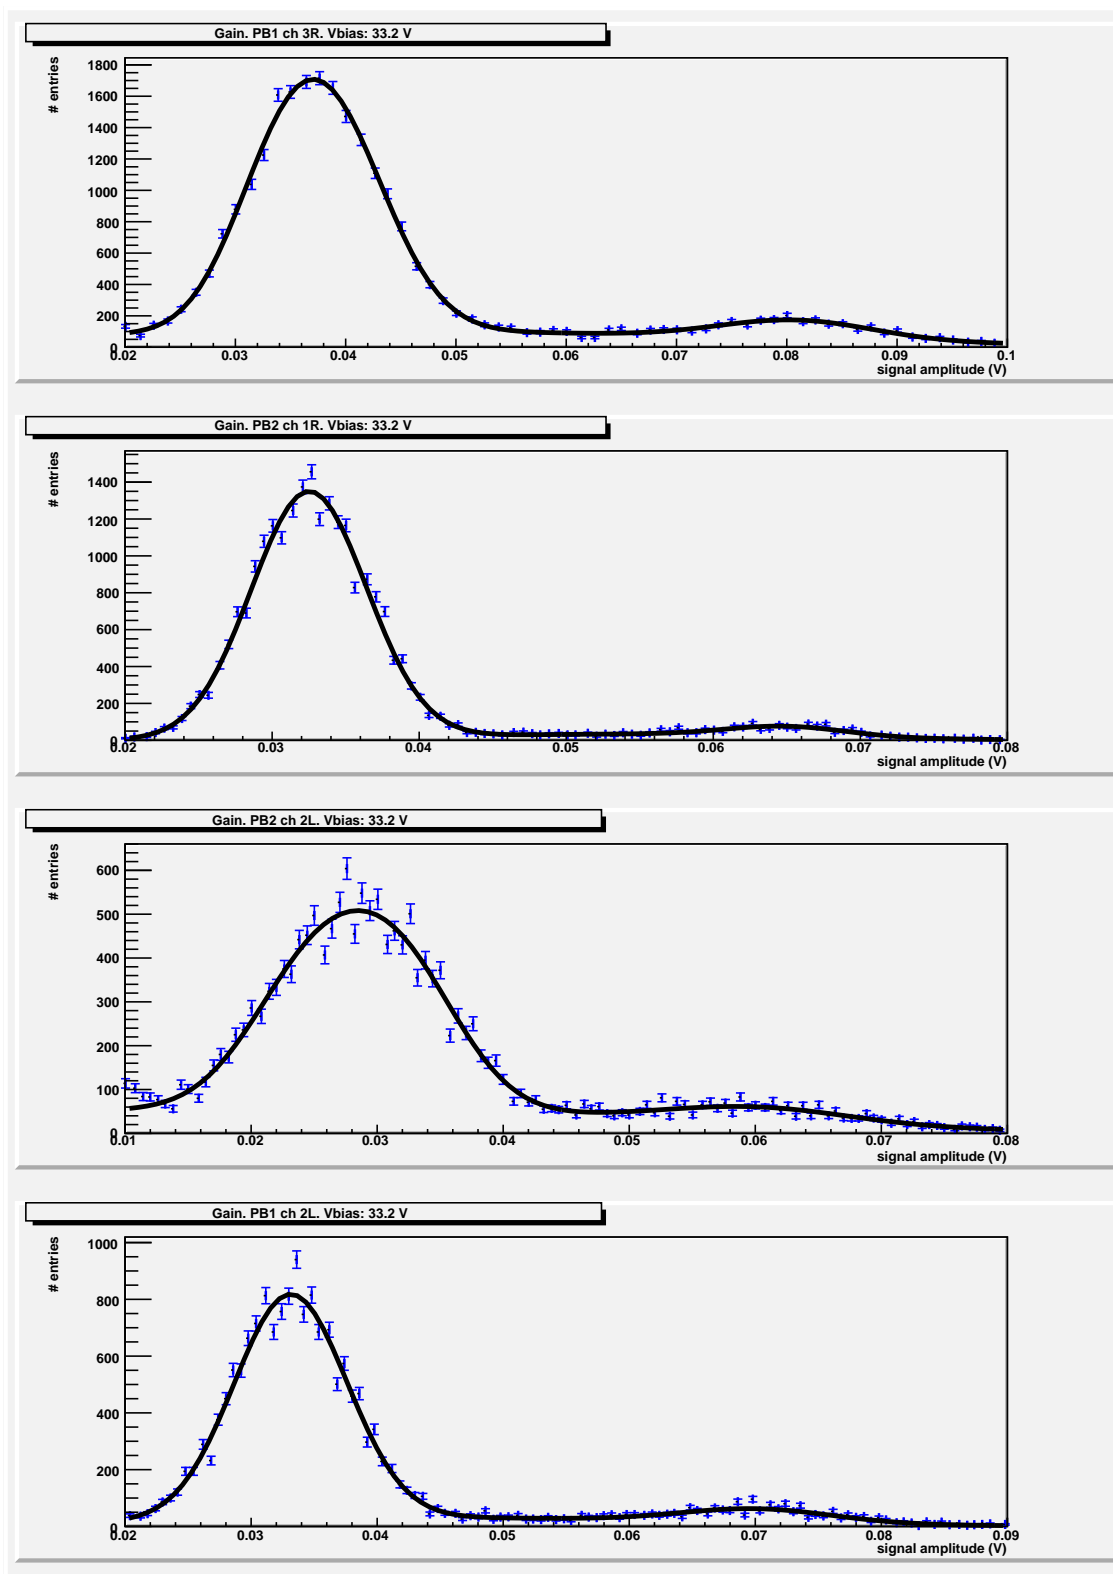 Gain. PB1 ch 3R. Vbias: 33.2 V
# entries
1800
1600
1400
1200
1000
800
600
400
200
0
0.02 0.03 0.04 0.05 0.06 0.07 0.08 0.09 0.1
signal amplitude (V)
Gain. PB2 ch 1R. Vbias: 33.2 V
# entries
1400
1200
1000
800
600
400
200
0
0.02 0.03 0.04 0.05 0.06 0.07 0.08
signal amplitude (V)
Gain. PB2 ch 2L. Vbias: 33.2 V
# entries
600
500
400
300
200
100
0
0.01 0.02 0.03 0.04 0.05 0.06 0.07 0.08
signal amplitude (V)
Gain. PB1 ch 2L. Vbias: 33.2 V
# entries
1000
800
600
400
200
0
0.02 0.03 0.04 0.05 0.06 0.07 0.08 0.09
signal amplitude (V)